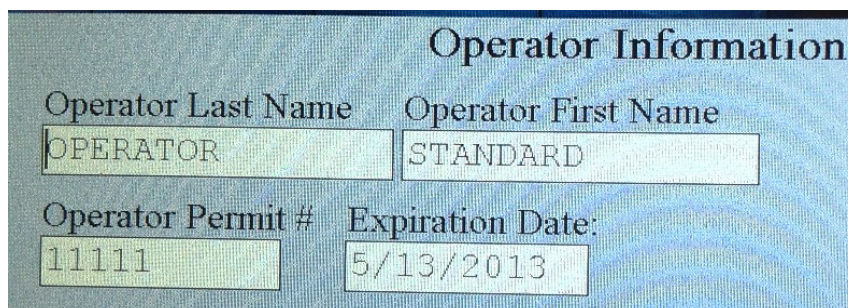 Operator Information
Operator Last Name Operator First Name
OPERATOR STANDARD
Operator Permit # Expiration Date:
11111 5/13/2013